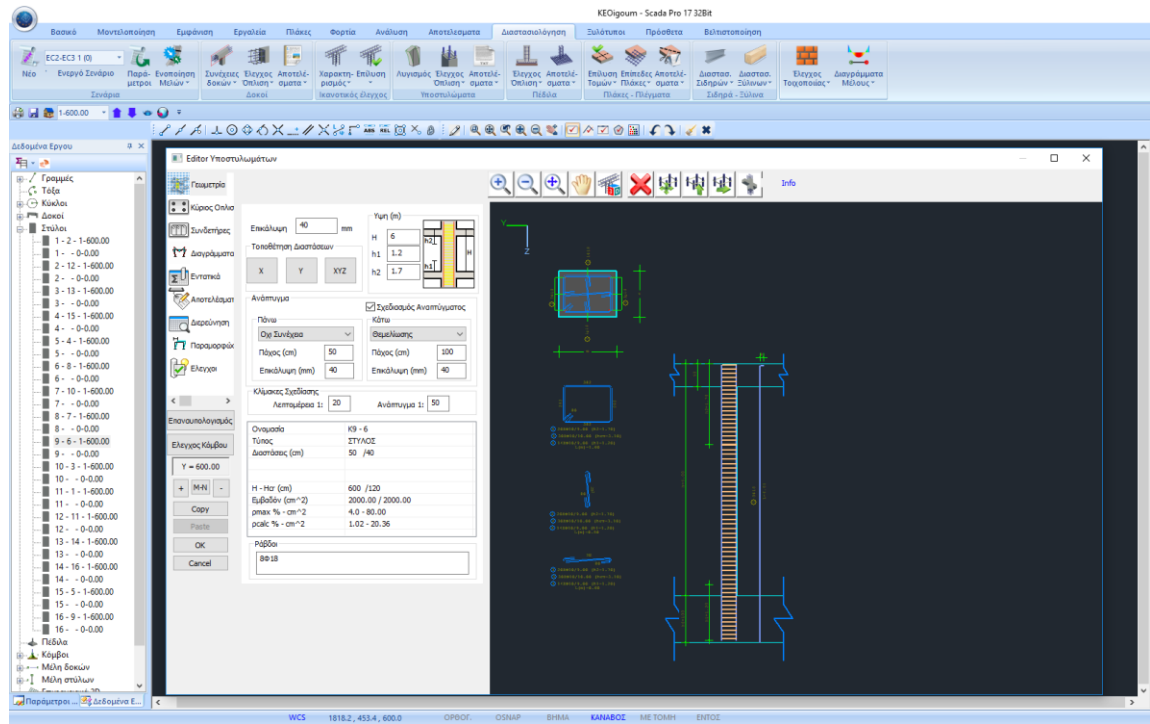 KEOigoum - Scada Pro 17 32Bit
Βασικό Μοντελοποίηση Εμφάνιση Εργαλεία Πλάκες Φορτία Ανάλυση Αποτελεσματα Διαστασιολόγηση Ξυλότυποι Πρόσθετα Βελτιστοποίηση
EC2-EC3 1 (0)
Νέο Ενεργό Σενάριο Παρά- μετροι Ενοποίηση Μελών
Συνέχειες δοκών Έλεγχος Όπλιση Αποτελέ- σματα
Χαρακτη- ρισμός Επίλυση
Λυγισμός Έλεγχος Όπλιση Αποτελέ- σματα
Έλεγχος Όπλιση Αποτελέ- σματα
Επίλυση Τομών Επίπεδες Πλάκες Αποτελέ- σματα
Διαστασ. Σιδηρών Διαστασ. Ξύλινων
Έλεγχος Τοιχοποιίας Διαγράμματα Μέλους
Σενάρια Δοκοί Ικανοτικός έλεγχος Υποστυλώματα Πέδιλα Πλάκες - Πλέγματα Σιδηρά - Ξύλινα
1-600.00
Δεδομένα Εργου
Γραμμές
Τόξα
Κύκλοι
Δοκοί
Στύλοι
1 - 2 - 1-600.00
1 - - 0-0.00
2 - 12 - 1-600.00
2 - - 0-0.00
3 - 13 - 1-600.00
3 - - 0-0.00
4 - 15 - 1-600.00
4 - - 0-0.00
5 - 4 - 1-600.00
5 - - 0-0.00
6 - 8 - 1-600.00
6 - - 0-0.00
7 - 10 - 1-600.00
7 - - 0-0.00
8 - 7 - 1-600.00
8 - - 0-0.00
9 - 6 - 1-600.00
9 - - 0-0.00
10 - 3 - 1-600.00
10 - - 0-0.00
11 - 1 - 1-600.00
11 - - 0-0.00
12 - 11 - 1-600.00
12 - - 0-0.00
13 - 14 - 1-600.00
13 - - 0-0.00
14 - 16 - 1-600.00
14 - - 0-0.00
15 - 5 - 1-600.00
15 - - 0-0.00
16 - 9 - 1-600.00
16 - - 0-0.00
Πέδιλα
Κόμβοι
Μέλη δοκών
Μέλη στύλων
Παράμετροι ... Δεδομένα Ε...
Editor Υποστυλωμάτων
Info
Γεωμετρία
Κύριος Οπλισ
Συνδετήρες
Διαγράμματα
Εντατικά
Αποτελέσματ
Διερεύνηση
Παραμορφώ
Ελεγχοι
Επαναυπολογισμός
Ελεγχος Κόμβου
Y = 600.00
+ M-N -
Copy
Paste
OK
Cancel
Επικάλυψη 40 mm
Τοποθέτηση Διαστάσεων
X Y XYZ
Υψη (m)
H 6
h1 1.2
h2 1.7
h2 H h1
Ανάπτυγμα
Σχεδιασμός Αναπτύγματος
Πάνω
Οχι Συνέχεια
Πάχος (cm) 50
Επικάλυψη (mm) 40
Κάτω
Θεμελίωσης
Πάχος (cm) 100
Επικάλυψη (mm) 40
Κλίμακες Σχεδίασης
Λεπτομέρεια 1: 20 Ανάπτυγμα 1: 50
Ονομασία K9 - 6
Τύπος ΣΤΥΛΟΣ
Διαστάσεις (cm) 50 /40
H - Hcr (cm) 600 /120
Εμβαδόν (cm^2) 2000.00 / 2000.00
ρmax % - cm^2 4.0 - 80.00
ρcalc % - cm^2 1.02 - 20.36
Ράβδοι
8Φ18
Y
Z
WCS 1818.2 , 453.4 , 600.0 ΟΡΘΟΓ. OSNAP ΒΗΜΑ ΚΑΝΑΒΟΣ ΜΕ ΤΟΜΗ ΕΝΤΟΣ